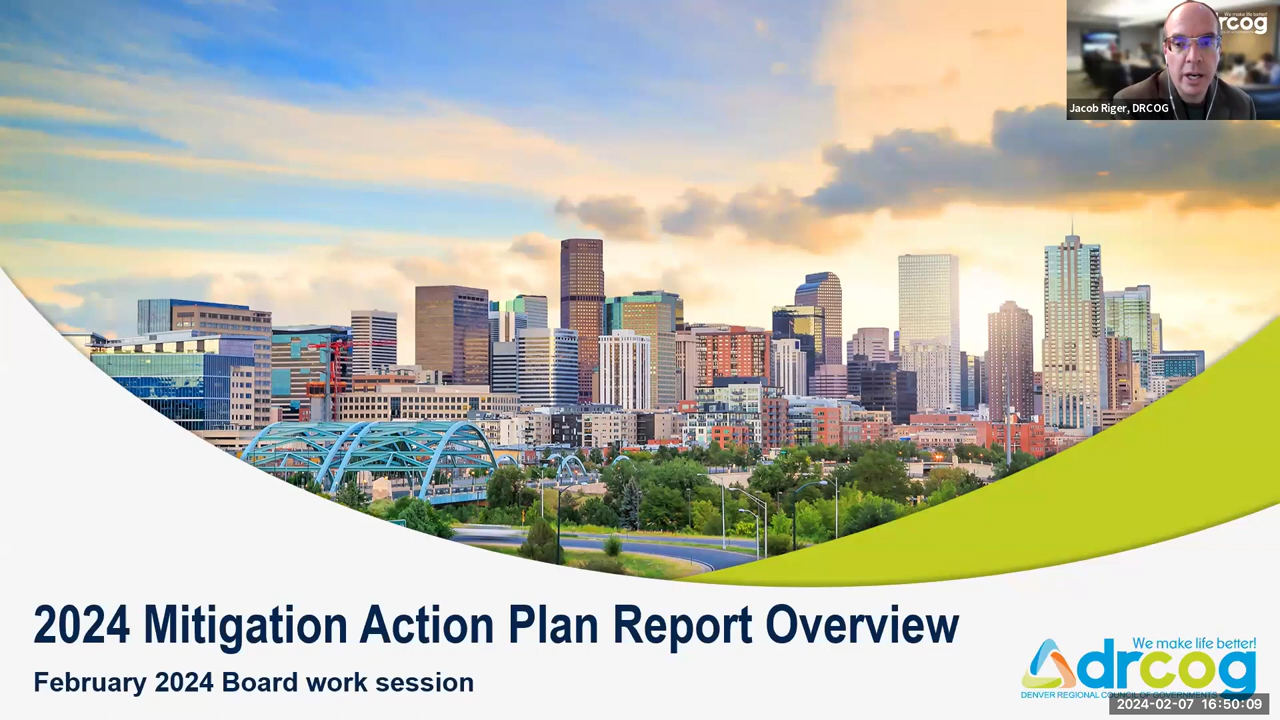 We make life better!
rcog
Jacob Riger, DRCOG
2024 Mitigation Action Plan Report Overview
February 2024 Board work session
We make life better!
drcog
DENVER REGIONAL COUNCIL OF GOVERNMENTS
2024-02-07 16:50:09